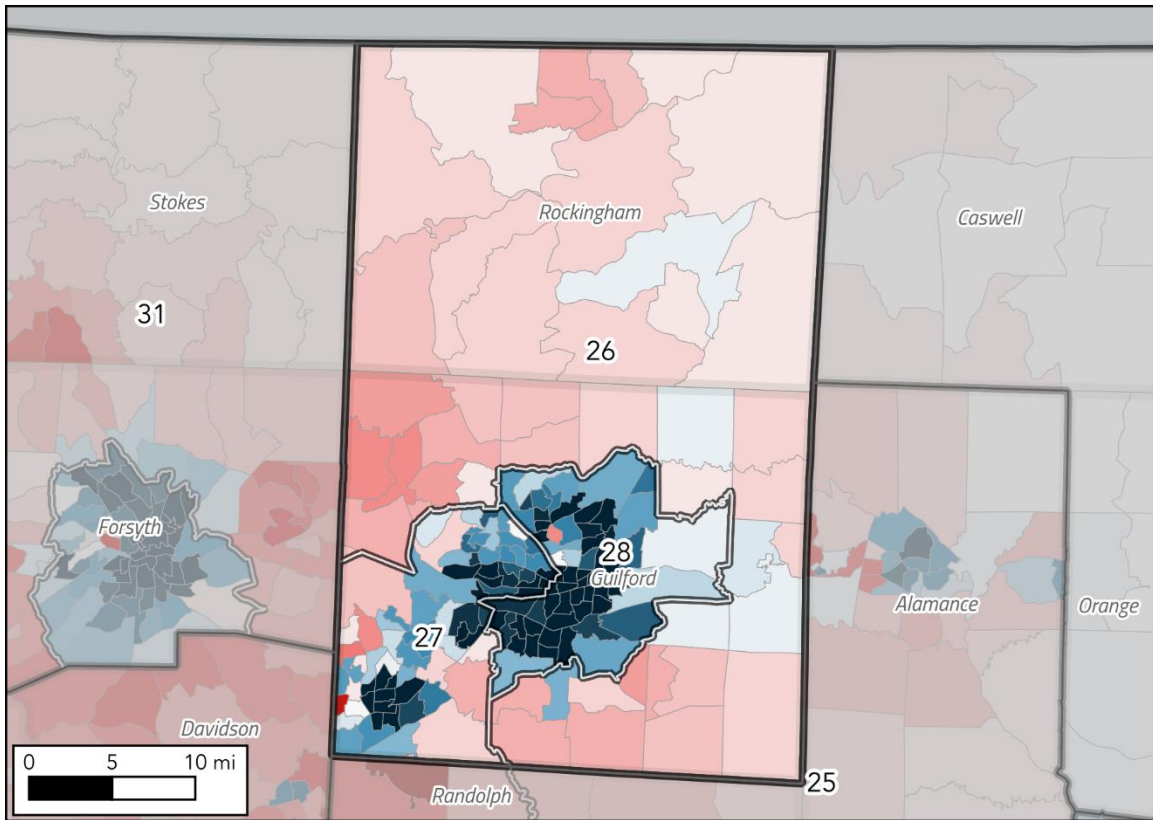 Stokes
Rockingham
Caswell
31
26
Forsyth
28
Guilford
Alamance
Orange
27
Davidson
0 5 10 mi
25
Randolph